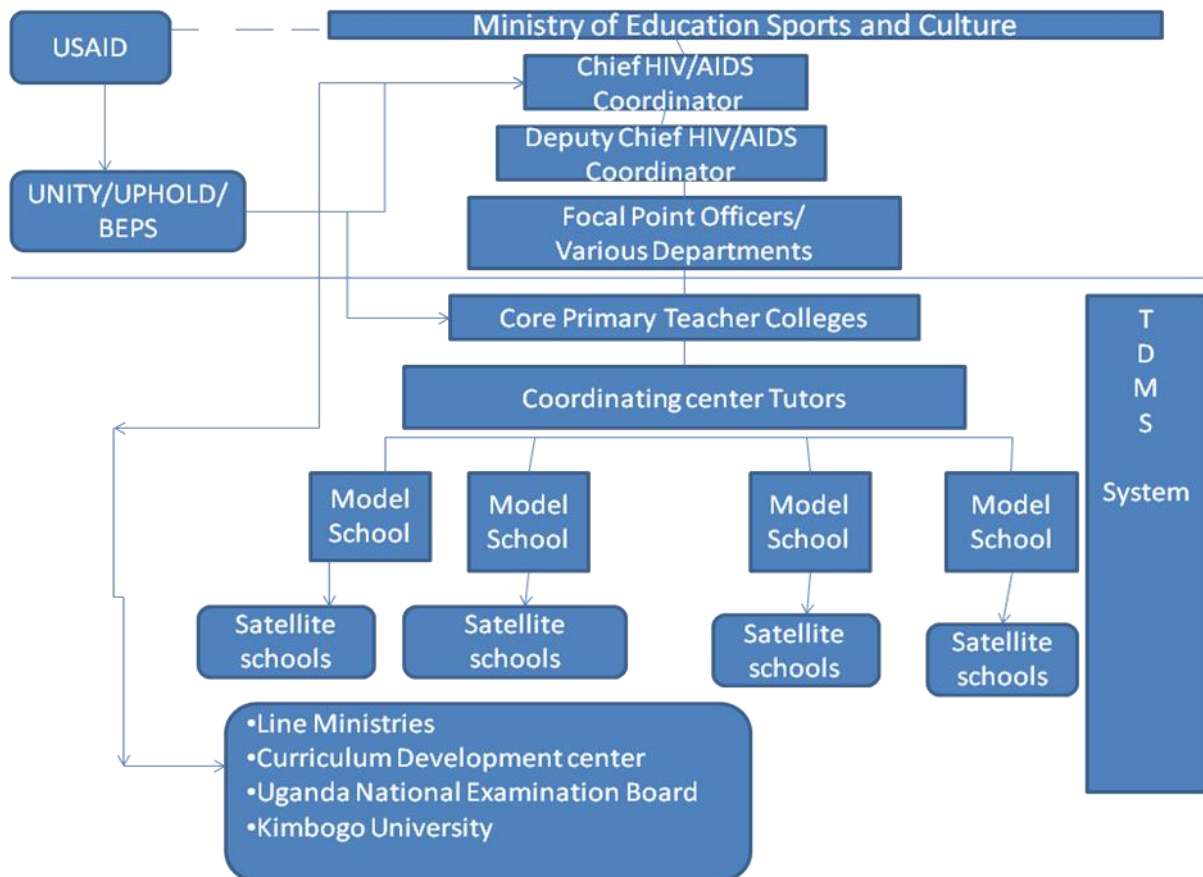 Ministry of Education Sports and Culture
USAID
Chief HIV/AIDS
Coordinator
Deputy Chief HIV/AIDS
Coordinator
UNITY/UPHOLD/
BEPS
Focal Point Officers/
Various Departments
Core Primary Teacher Colleges
Coordinating center Tutors
Model
School
Model
School
Model
School
Model
School
Satellite
schools
Satellite
schools
Satellite
schools
Satellite
schools
T
D
M
S
System
•Line Ministries
•Curriculum Development center
•Uganda National Examination Board
•Kimbogo University